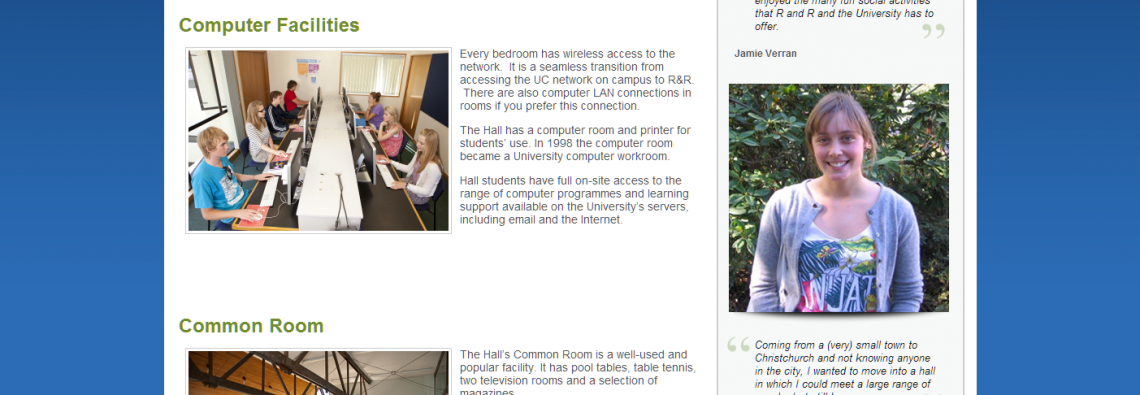 Computer Facilities
Every bedroom has wireless access to the
network. It is a seamless transition from
accessing the UC network on campus to R&R.
There are also computer LAN connections in
rooms if you prefer this connection.
The Hall has a computer room and printer for
students' use. In 1998 the computer room
became a University computer workroom.
Hall students have full on-site access to the
range of computer programmes and learning
support available on the University's servers,
including email and the Internet.
Common Room
The Hall's Common Room is a well-used and
popular facility. It has pool tables, table tennis,
two television rooms and a selection of
magazines
enjoyed the many fun social activities
that R and R and the University has to
offer.
Jamie Verran
Coming from a (very) small town to
Christchurch and not knowing anyone
in the city, I wanted to move into a hall
in which I could meet a large range of